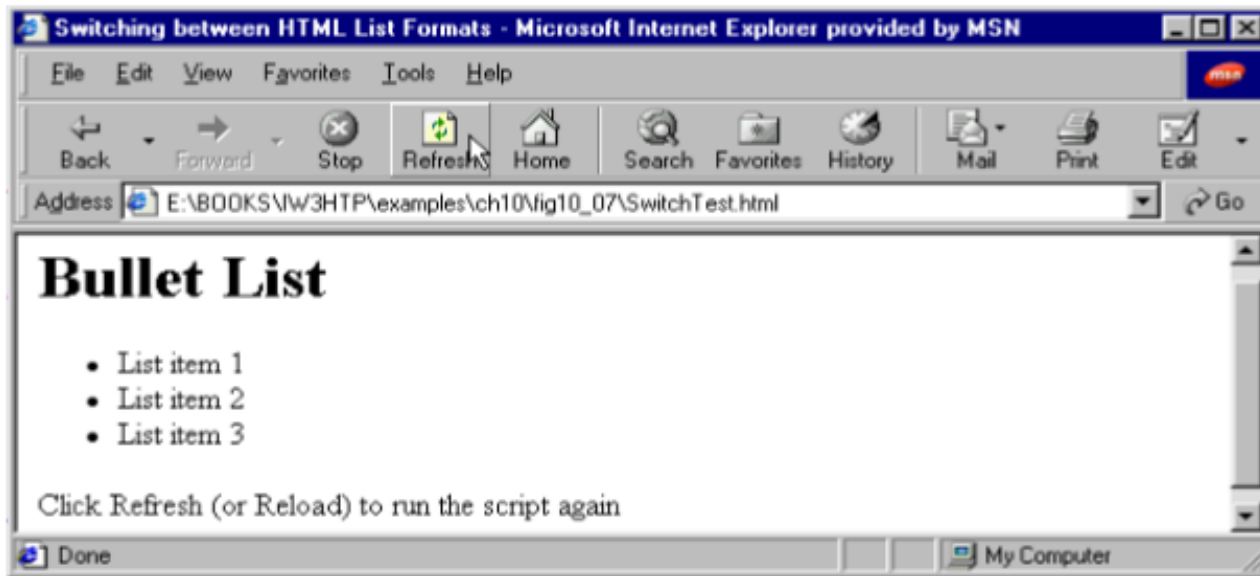 Switching between HTML List Formats - Microsoft Internet Explorer provided by MSN
File Edit View Favorites Tools Help
msn
Back Forward Stop Refresh Home Search Favorites History Mail Print Edit
Address E:\BOOKS\IW3HTP\examples\ch10\fig10_07\SwitchTest.html Go
Bullet List
• List item 1
• List item 2
• List item 3
Click Refresh (or Reload) to run the script again
Done My Computer